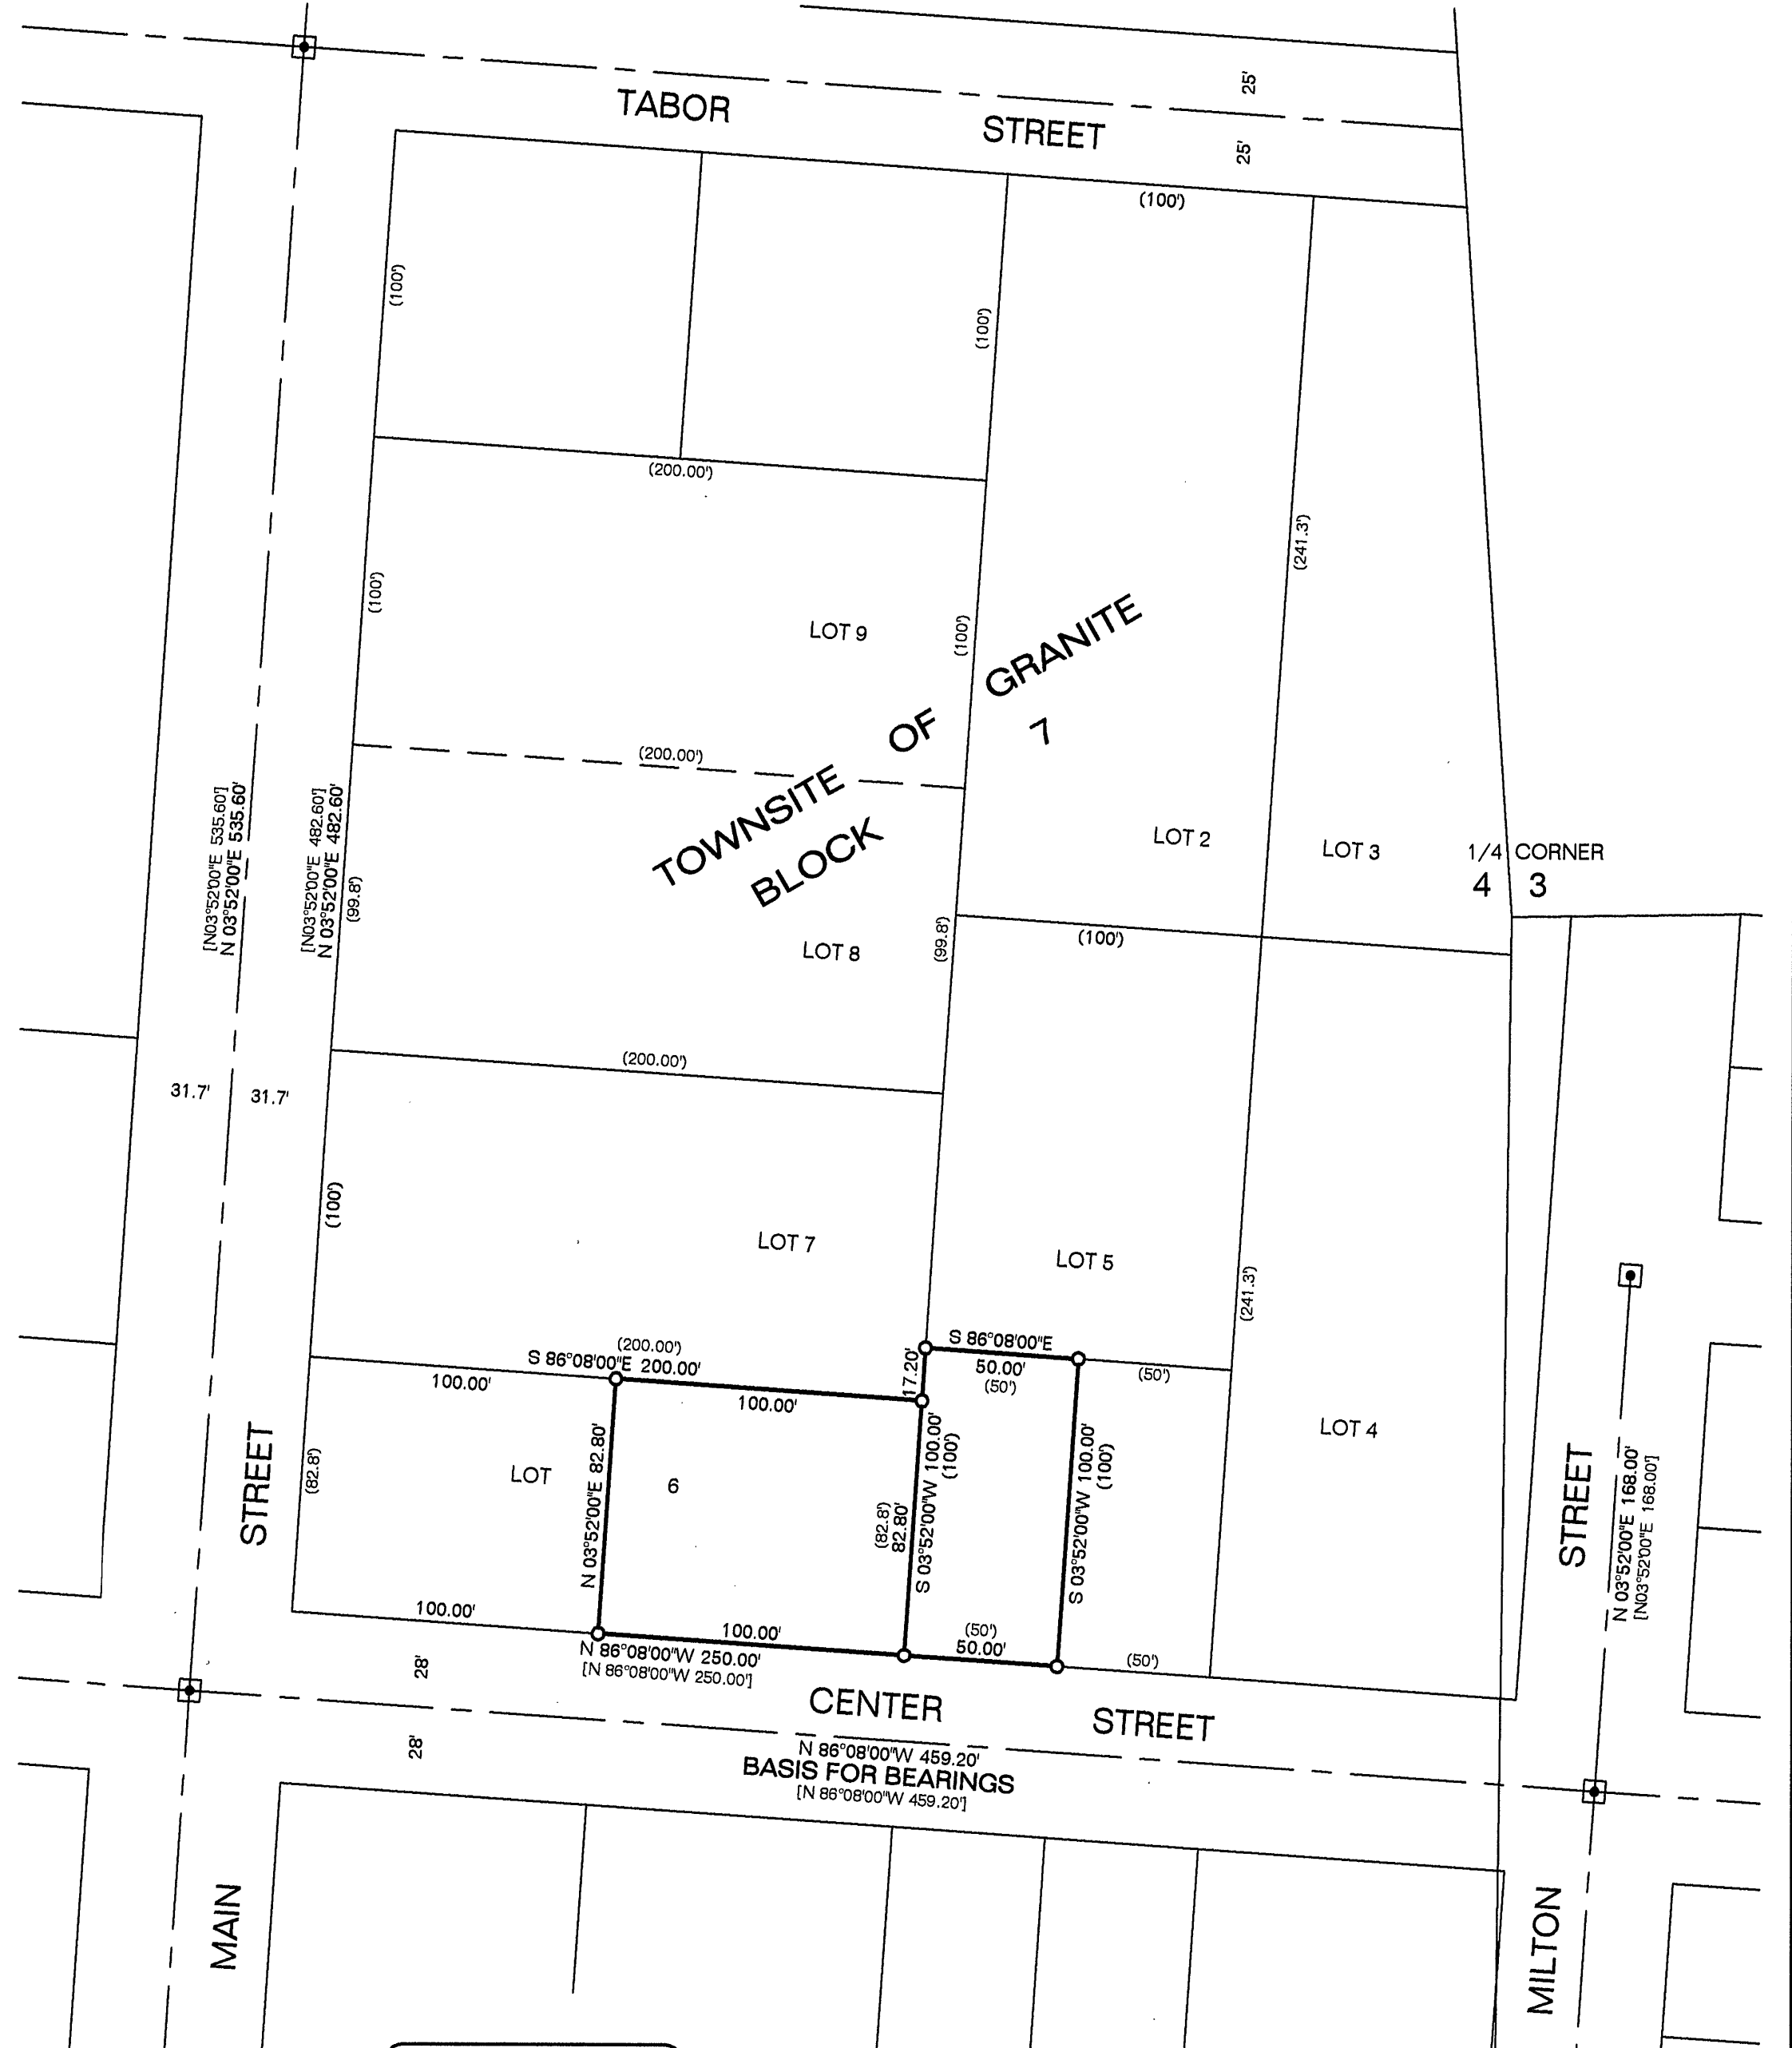 25'
TABOR STREET
25'
(100')
(100')
(100')
(200.00')
(241.3')
(100')
LOT 9
(100')
TOWNSITE OF GRANITE
BLOCK 7
(200.00')
[N03°52'00"E 535.60']
N 03°52'00"E 535.60'
[N03°52'00"E 482.60']
N 03°52'00"E 482.60'
(99.8')
LOT 2
LOT 3
1/4 CORNER
4 3
LOT 8
(99.8')
(100')
(200.00')
31.7'
31.7'
(100')
LOT 7
LOT 5
(241.3')
(200.00')
S 86°08'00"E 200.00'
100.00'
100.00'
17.20'
S 86°08'00"E
50.00'
(50')
(50')
LOT 4
STREET
(82.8')
LOT 6
N 03°52'00"E 82.80'
(82.8')
82.80'
S 03°52'00"W 100.00'
(100')
S 03°52'00"W 100.00'
(100')
STREET
N 03°52'00"E 168.00'
[N03°52'00"E 168.00']
100.00'
100.00'
(50')
50.00'
(50')
N 86°08'00"W 250.00'
[N 86°08'00"W 250.00']
28'
CENTER STREET
28'
N 86°08'00"W 459.20'
BASIS FOR BEARINGS
[N 86°08'00"W 459.20']
MAIN
MILTON